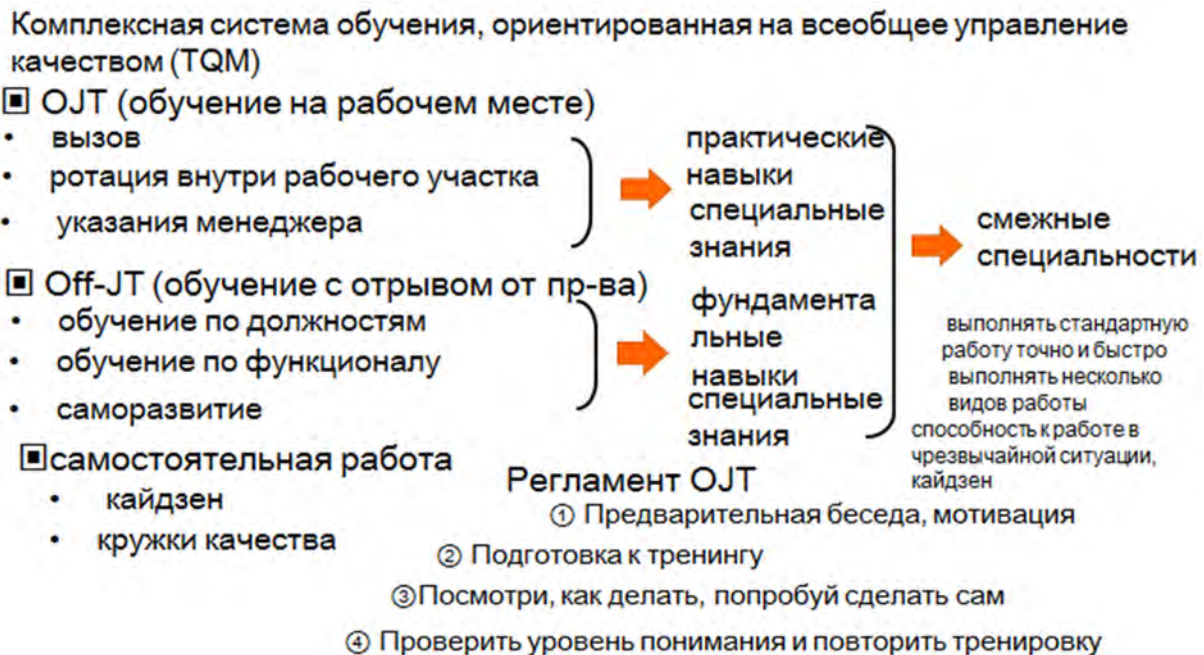 Комплексная система обучения, ориентированная на всеобщее управление
качеством (TQM)
▣ OJT (обучение на рабочем месте)
• вызов
• ротация внутри рабочего участка
• указания менеджера
практические
навыки
специальные
знания
смежные
специальности
▣ Off-JT (обучение с отрывом от пр-ва)
• обучение по должностям
• обучение по функционалу
• саморазвитие
фундамента
льные
навыки
специальные
знания
выполнять стандартную
работу точно и быстро
выполнять несколько
видов работы
способность к работе в
чрезвычайной ситуации,
кайдзен
▣самостоятельная работа
• кайдзен
• кружки качества
Регламент OJT
① Предварительная беседа, мотивация
② Подготовка к тренингу
③Посмотри, как делать, попробуй сделать сам
④ Проверить уровень понимания и повторить тренировку